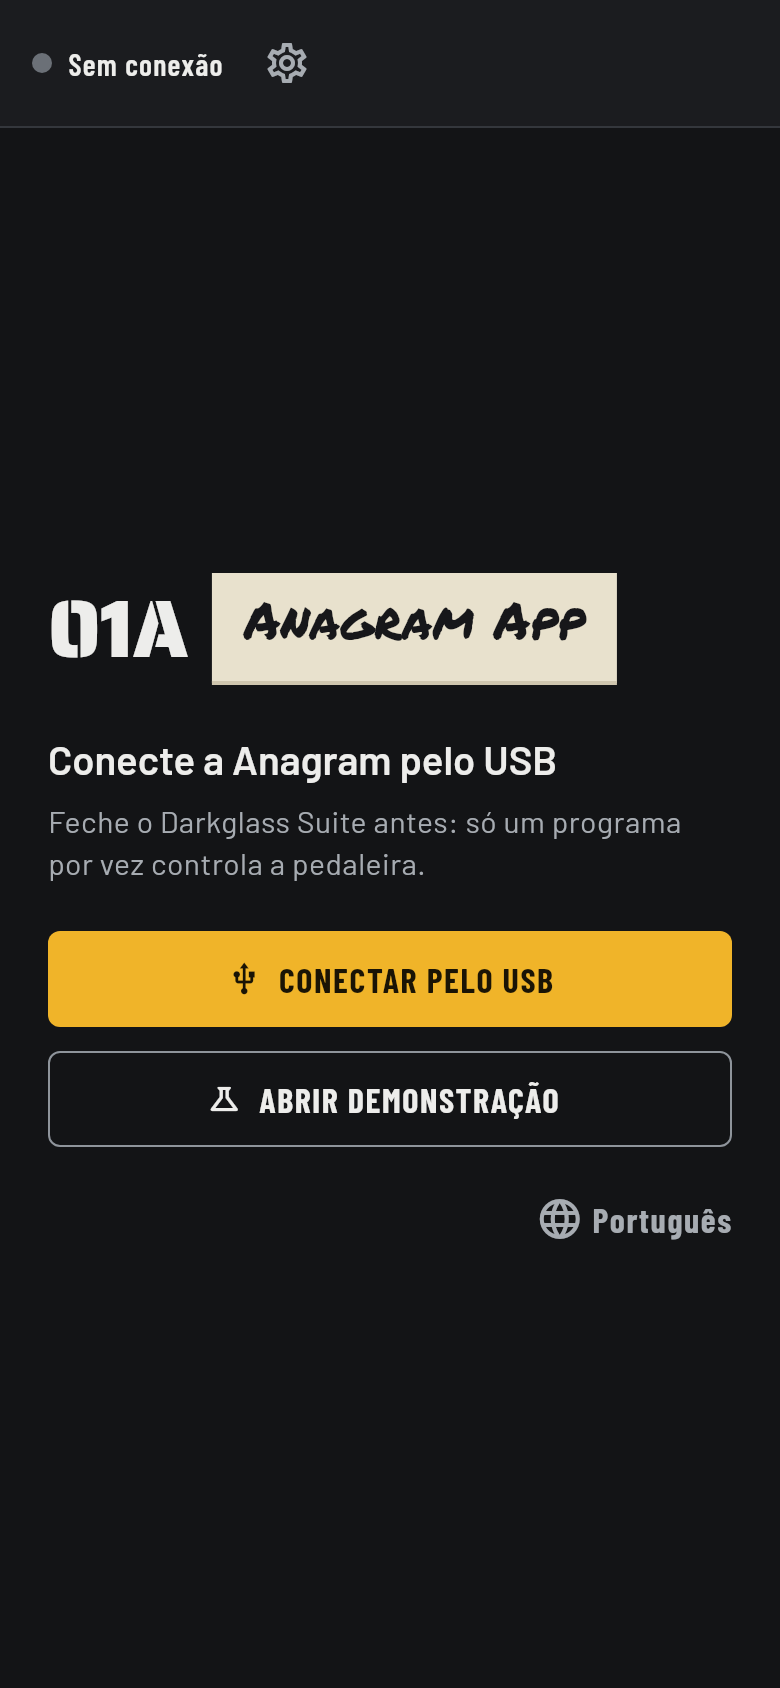 Sem conexão
01A Anagram App
Conecte a Anagram pelo USB
Feche o Darkglass Suite antes: só um programa
por vez controla a pedaleira.
CONECTAR PELO USB
ABRIR DEMONSTRAÇÃO
Português